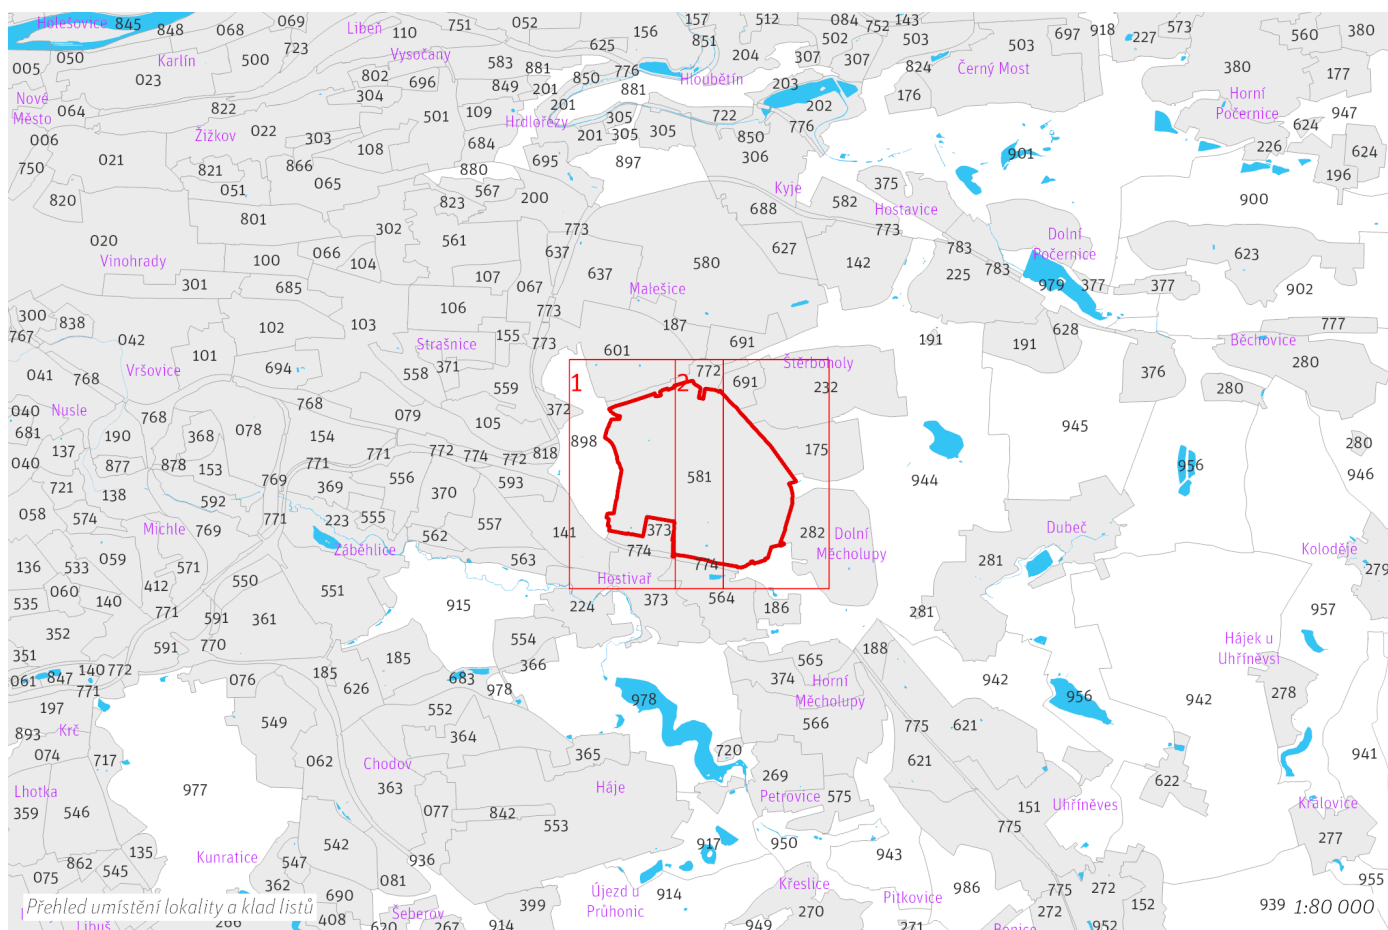 Holešovice 845 848 068 069 Libeň 110 751 052 157 512 084 752 143 918 573 560 380
005 050 Karlín 500 723 Vysočany 625 156 851 204 502 503 503 697 227
023 802 696 583 881 850 776 Hloubětín 307 307 824 Černý Most 380 177
Nové
Město
064 822 304 849 201 881 203 202 176 Horní
Počernice
947
006 Žižkov 022 303 501 109 Hrdlořezy 201 305 722 776 624
750 021 866 108 684 201 305 305 850 226 624
821 880 695 897 306 901 196
051 065 567 Kyje 375
820 823 200 688 582 Hostavice 900
801 302 773 773
020 066 561 637 627 783 Dolní
Počernice
623
Vinohrady 100 104 637 580 142 225 783
301 685 107 067 Malešice 979 377 377 902
300 838 102 103 106 773 187 628 777
767 042 155 773 691 191 191 Běchovice
101 Strašnice 601 Štěrboholy 280
041 768 Vršovice 694 558 371 1 2 772 691 232 376 280
559
040 Nusle 768 768 079 372
681 190 368 078 154 105 898 945 280
137 771 772 774 772 818 175
040 877 878 153 771 956 946
721 138 769 369 556 593 581 944
592 370
058 574 Michle 769 771 223 555 557 141 373 282 Dolní
Měcholupy
Dubeč
562 774 Koloděje
059 Záběhlice 563 774 281 279
136 533 571 Hostivař
060 412 550 551
535 140 771 915 224 373 564 186 281 957
591 361
352 554 Hájek u
Uhříněvsi
351 591 770 366 565 188
061 847 140 772 185 185 683 978 374 Horní
Měcholupy
942 278
771 076 626 978 956 942
197 549 552 566 775 621
Krč 364
893 074 717 062 365 720 621 941
Chodov
Lhotka 977 363 Háje 269 622
359 546 077 842 Petrovice 575 151 Uhříněves Královice
553 775 277
135 542 917 950 943
862 Kunratice 547 936
075 545 362 081 Újezd u
Průhonic
914 Křeslice Pitkovice 986 775 272 955
690 399 270 272 152 939
Přehled umístění lokality a klad listů 1:80 000
Libuš 266 408 620 Šeberov 267 914 949 271 952